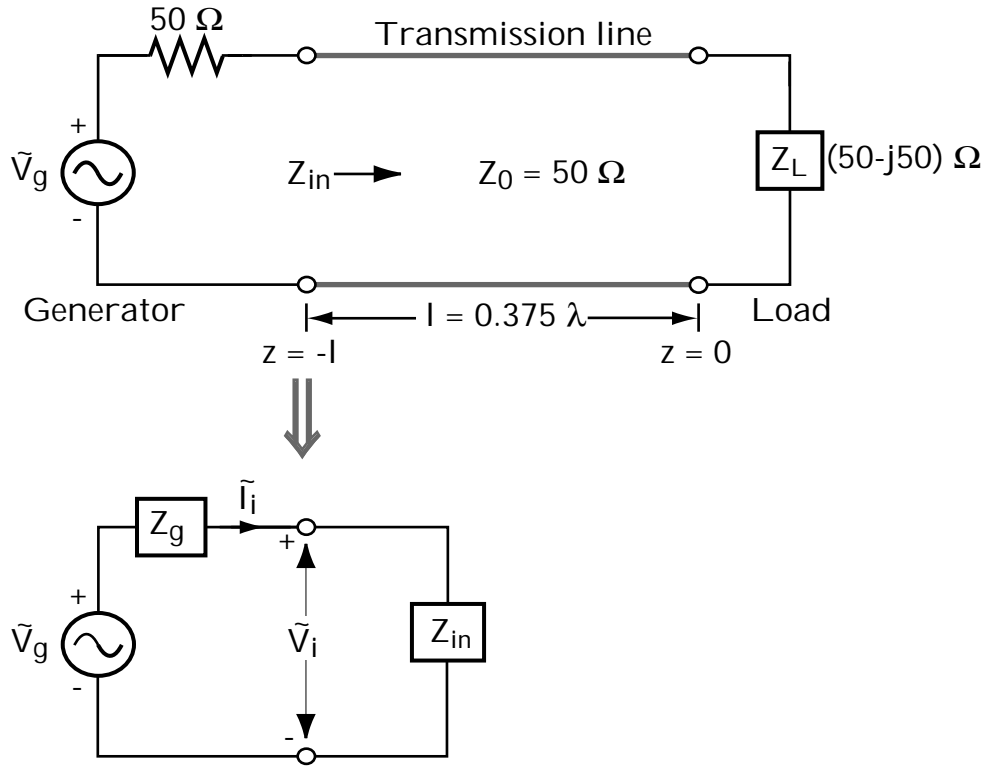 50 Ω
Transmission line
+
Ṽg
-
Zin
Z0 = 50 Ω
ZL
(50-j50) Ω
Generator
l = 0.375 λ
Load
z = -l
z = 0
Zg
Ĩi
+
+
Ṽg
Ṽi
Zin
-
-